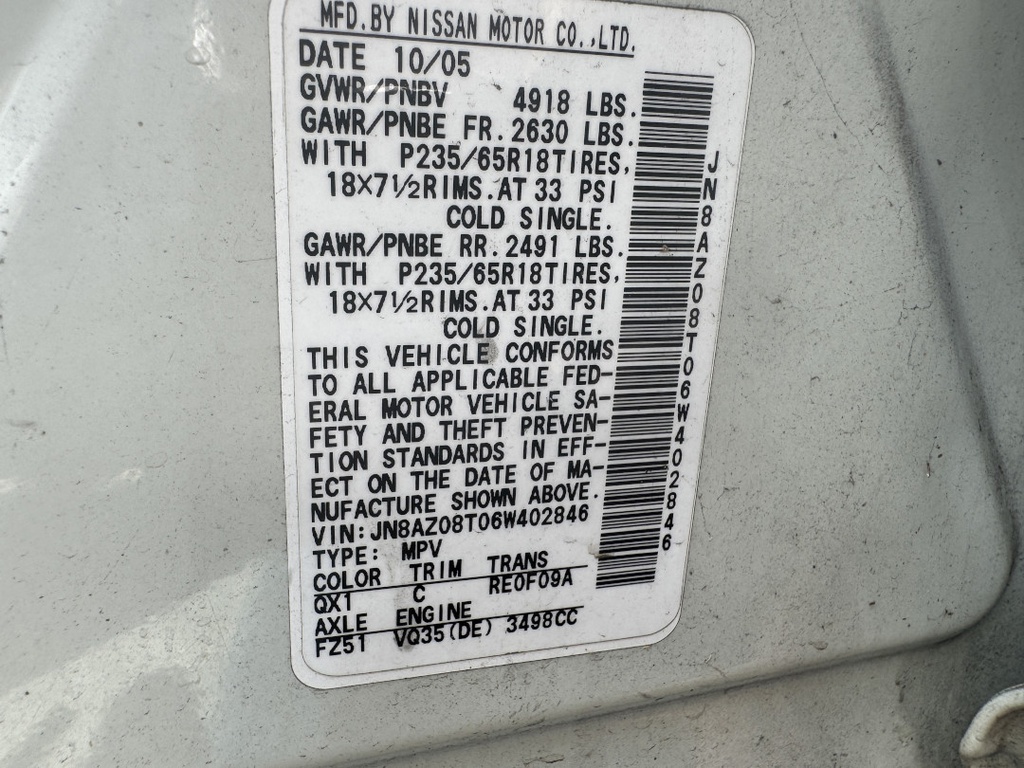 MFD.BY NISSAN MOTOR CO.,LTD.
DATE 10/05
GVWR/PNBV 4918 LBS.
GAWR/PNBE FR. 2630 LBS.
WITH P235/65R18TIRES,
18×7½RIMS.AT 33 PSI
COLD SINGLE.
GAWR/PNBE RR. 2491 LBS.
WITH P235/65R18TIRES,
18×7½RIMS.AT 33 PSI
COLD SINGLE.
THIS VEHICLE CONFORMS
TO ALL APPLICABLE FED-
ERAL MOTOR VEHICLE SA-
FETY AND THEFT PREVEN-
TION STANDARDS IN EFF-
ECT ON THE DATE OF MA-
NUFACTURE SHOWN ABOVE.
VIN:JN8AZ08T06W402846
TYPE: MPV
COLOR TRIM TRANS
QX1 C RE0F09A
AXLE ENGINE
FZ51 VQ35(DE) 3498CC
JN8AZ08T06W402846